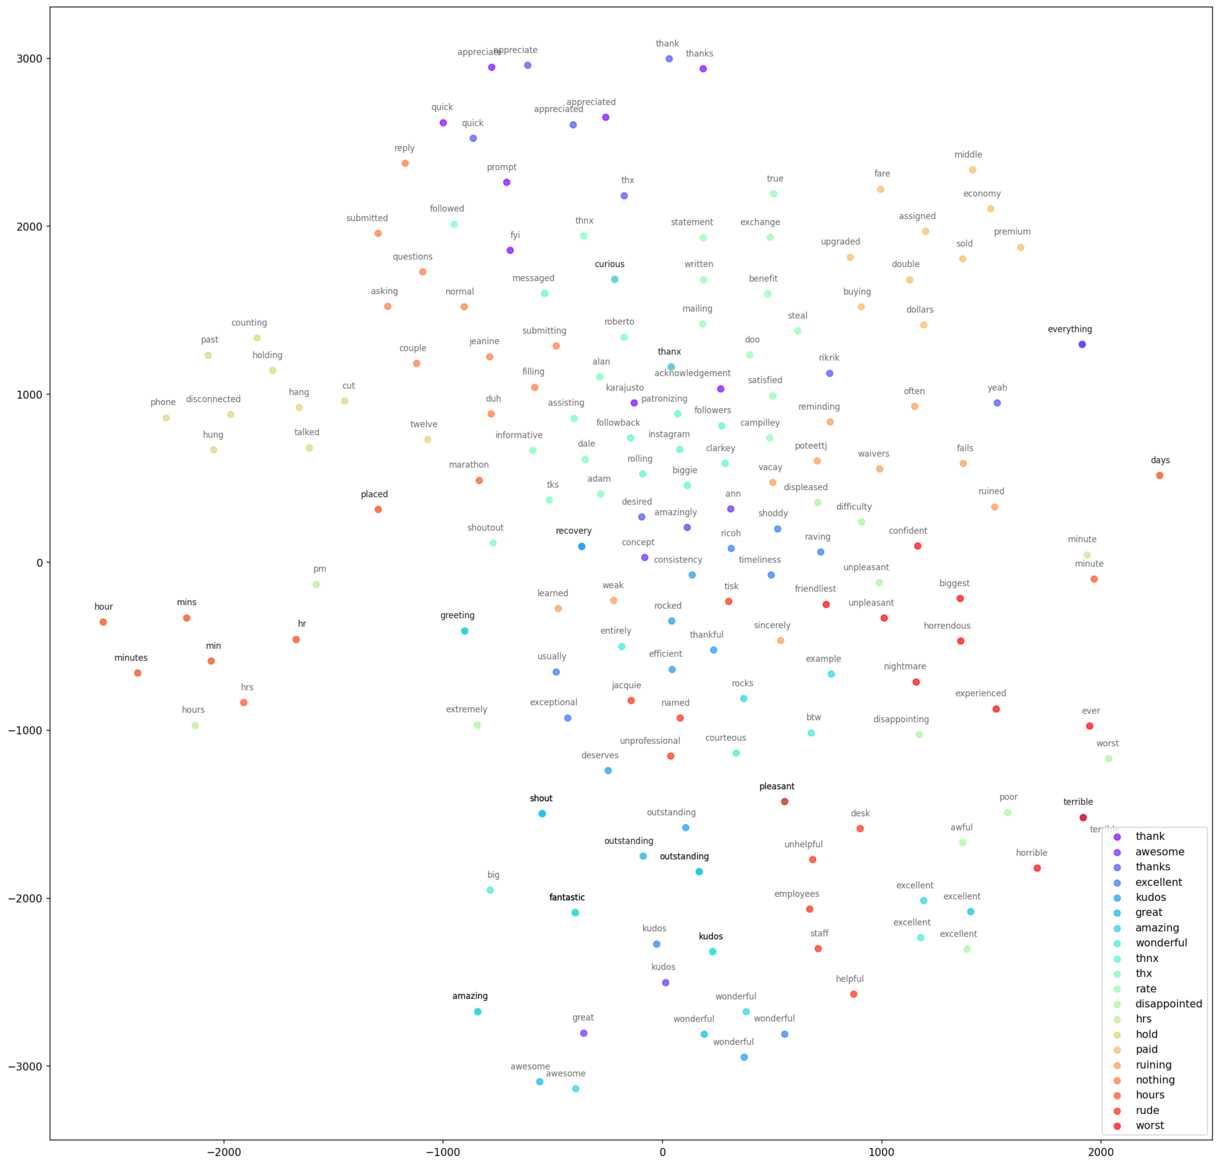 3000
2000
1000
0
−1000
−2000
−3000
thank
thanks
appreciate
appreciate
quick
quick
appreciated
appreciated
reply
prompt
thx
true
fare
middle
economy
submitted
followed
thnx
fyi
statement
exchange
assigned
premium
upgraded
sold
questions
curious
written
double
messaged
benefit
asking
normal
buying
mailing
dollars
counting
roberto
steal
everything
past
holding
couple
jeanine
submitting
thanx
doo
rikrik
hang
cut
filling
alan
acknowledgement
satisfied
phone
disconnected
duh
karajusto
patronizing
reminding
often
yeah
hung
talked
twelve
assisting
followback
followers
campilley
informative
dale
instagram
clarkey
poteettj
waivers
fails
marathon
rolling
biggie
vacay
days
placed
tks
adam
ann
displeased
ruined
desired
amazingly
shoddy
difficulty
shoutout
recovery
concept
ricoh
raving
confident
minute
pm
consistency
timeliness
unpleasant
minute
learned
weak
tisk
friendliest
biggest
hour
mins
rocked
unpleasant
greeting
hr
entirely
thankful
sincerely
horrendous
minutes
min
usually
efficient
example
nightmare
hrs
jacquie
rocks
experienced
hours
extremely
exceptional
named
btw
disappointing
ever
unprofessional
courteous
worst
deserves
shout
pleasant
poor
terrible
outstanding
desk
awful
outstanding
outstanding
unhelpful
horrible
big
fantastic
employees
excellent
excellent
kudos
kudos
staff
excellent
excellent
kudos
helpful
amazing
great
wonderful
wonderful
wonderful
wonderful
awesome
awesome
thank
awesome
thanks
excellent
kudos
great
amazing
wonderful
thnx
thx
rate
disappointed
hrs
hold
paid
ruining
nothing
hours
rude
worst
−2000
−1000
0
1000
2000